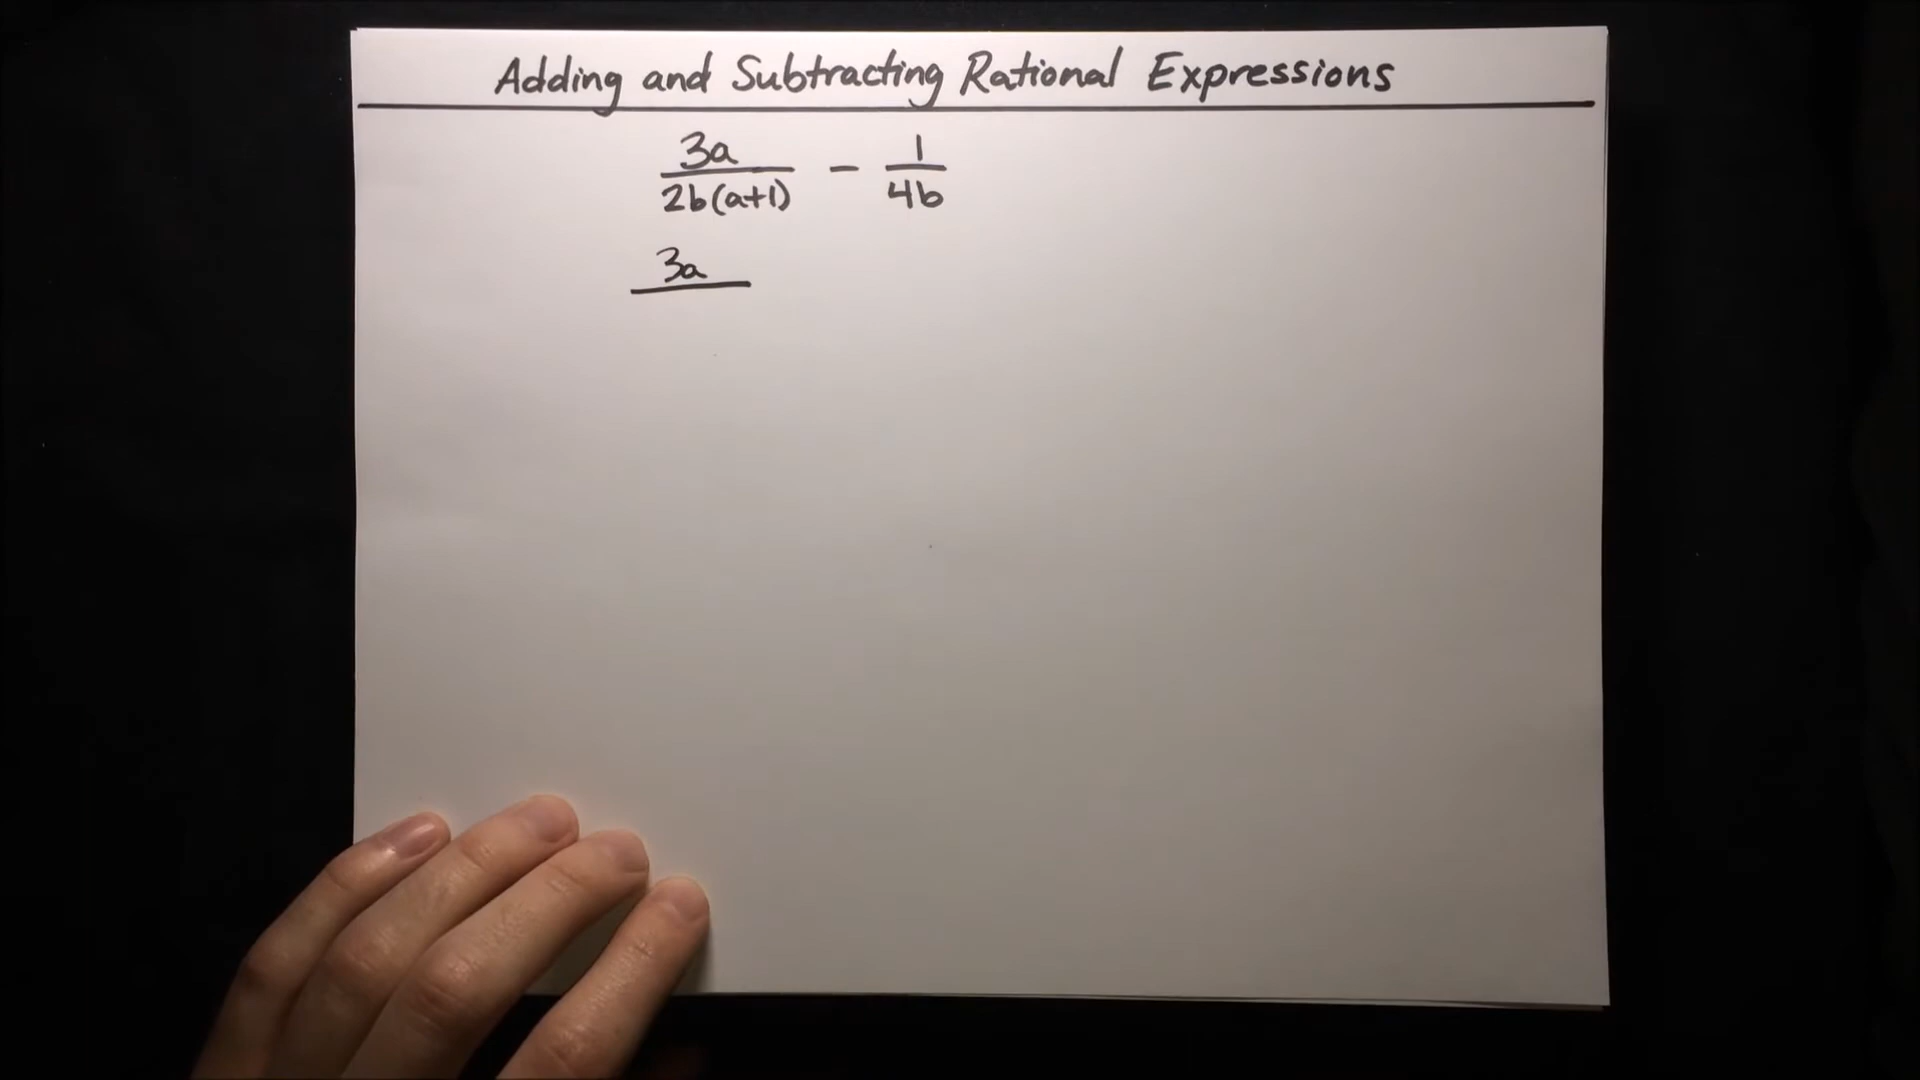 Adding and Subtracting Rational Expressions
3a/2b(a+1) - 1/4b
3a